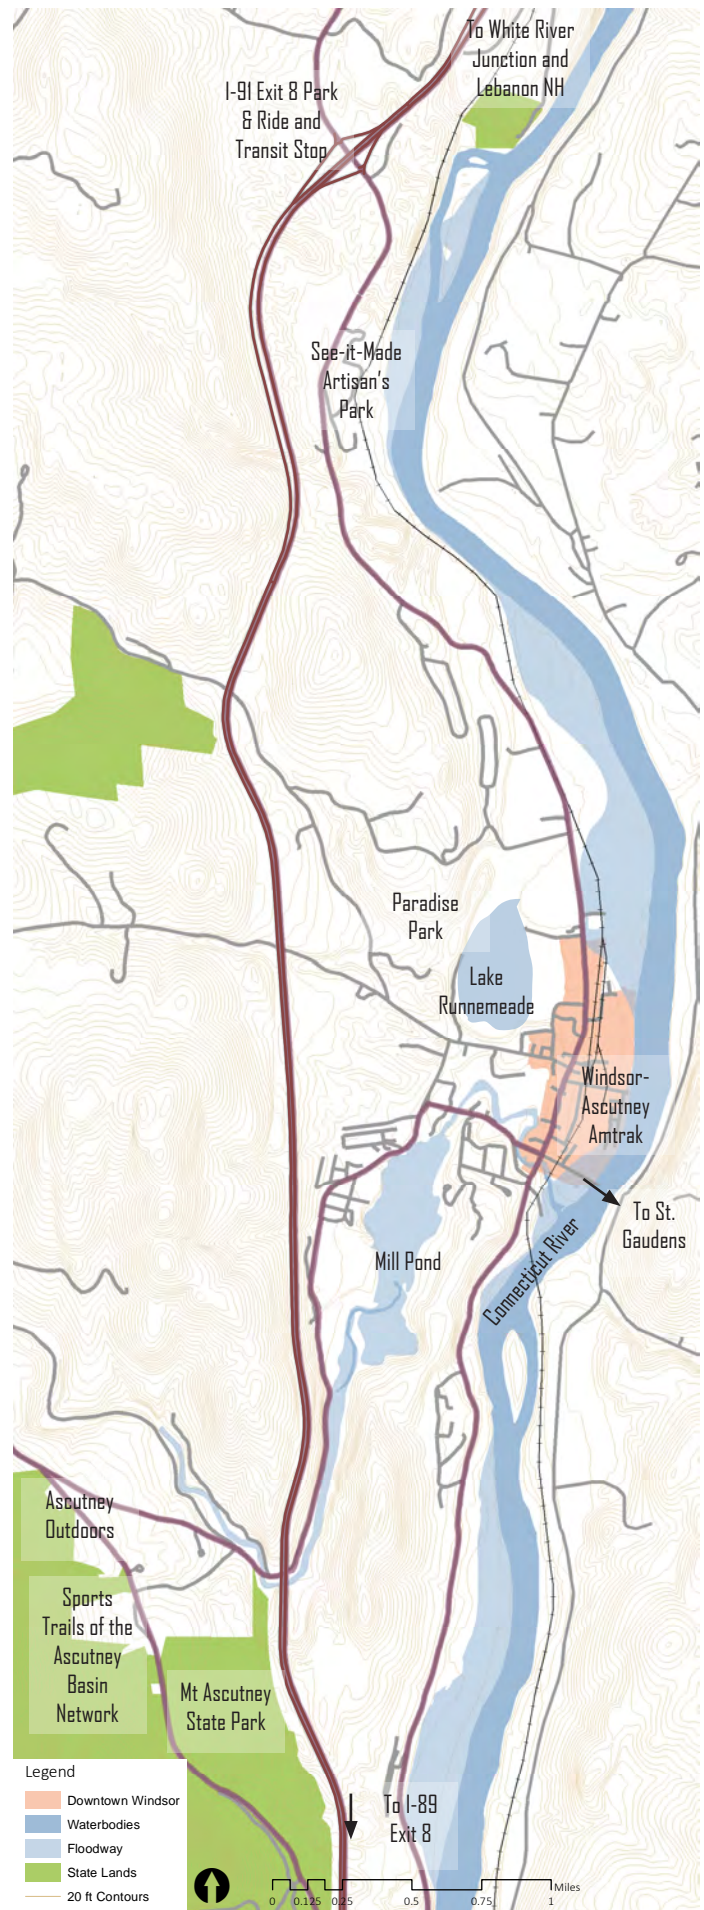 To White River
Junction and
Lebanon NH
I-91 Exit 8 Park
& Ride and
Transit Stop
See-it-Made
Artisan's
Park
Paradise
Park
Lake
Runnemeade
Windsor-
Ascutney
Amtrak
To St.
Gaudens
Connecticut River
Mill Pond
Ascutney
Outdoors
Sports
Trails of the
Ascutney
Basin
Network
Mt Ascutney
State Park
To I-89
Exit 8
Legend
Downtown Windsor
Waterbodies
Floodway
State Lands
20 ft Contours
Miles
0 0.125 0.25 0.5 0.75 1